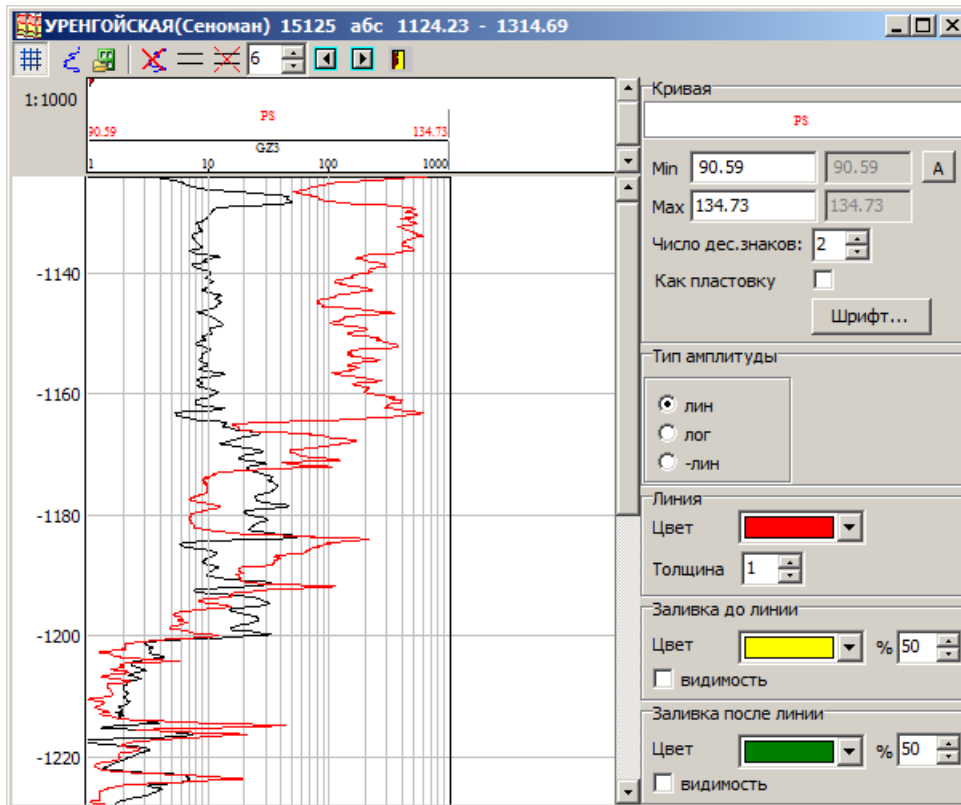 УРЕНГОЙСКАЯ(Сеноман) 15125 абс 1124.23 - 1314.69
6
1:1000
PS
90.59 134.73
GZ3
1 10 100 1000
-1140
-1160
-1180
-1200
-1220
Кривая
PS
Min 90.59 90.59 A
Max 134.73 134.73
Число дес.знаков: 2
Как пластовку
Шрифт...
Тип амплитуды
лин
лог
-лин
Линия
Цвет
Толщина 1
Заливка до линии
Цвет % 50
видимость
Заливка после линии
Цвет % 50
видимость